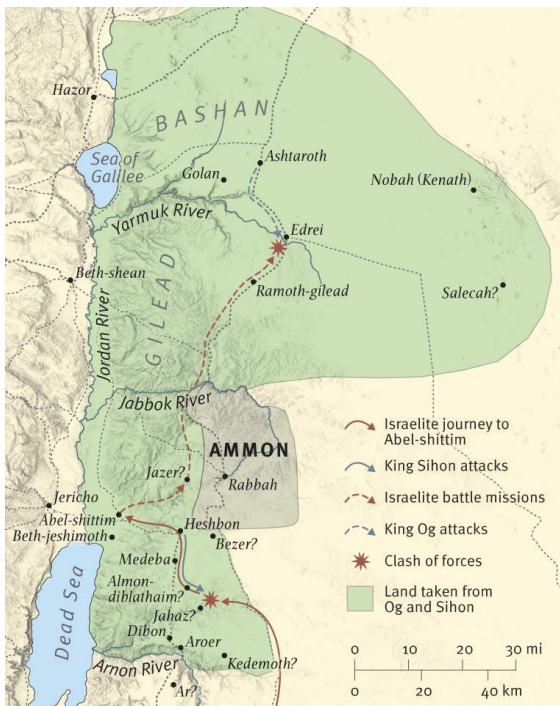 Hazor
BASHAN
Sea of
Galilee
Golan
Ashtaroth
Nobah (Kenath)
Yarmuk River
Edrei
Beth-shean
Ramoth-gilead
Salecah?
GILEAD
Jordan River
Jabbok River
AMMON
Jazer?
Rabbah
Jericho
Abel-shittim
Beth-jeshimoth
Heshbon
Bezer?
Medeba
Almon-
diblathaim?
Jahaz?
Dead Sea
Dibon
Aroer
Arnon River
Kedemoth?
Ar?
Israelite journey to
Abel-shittim
King Sihon attacks
Israelite battle missions
King Og attacks
Clash of forces
Land taken from
Og and Sihon
0 10 20 30 mi
0 20 40 km